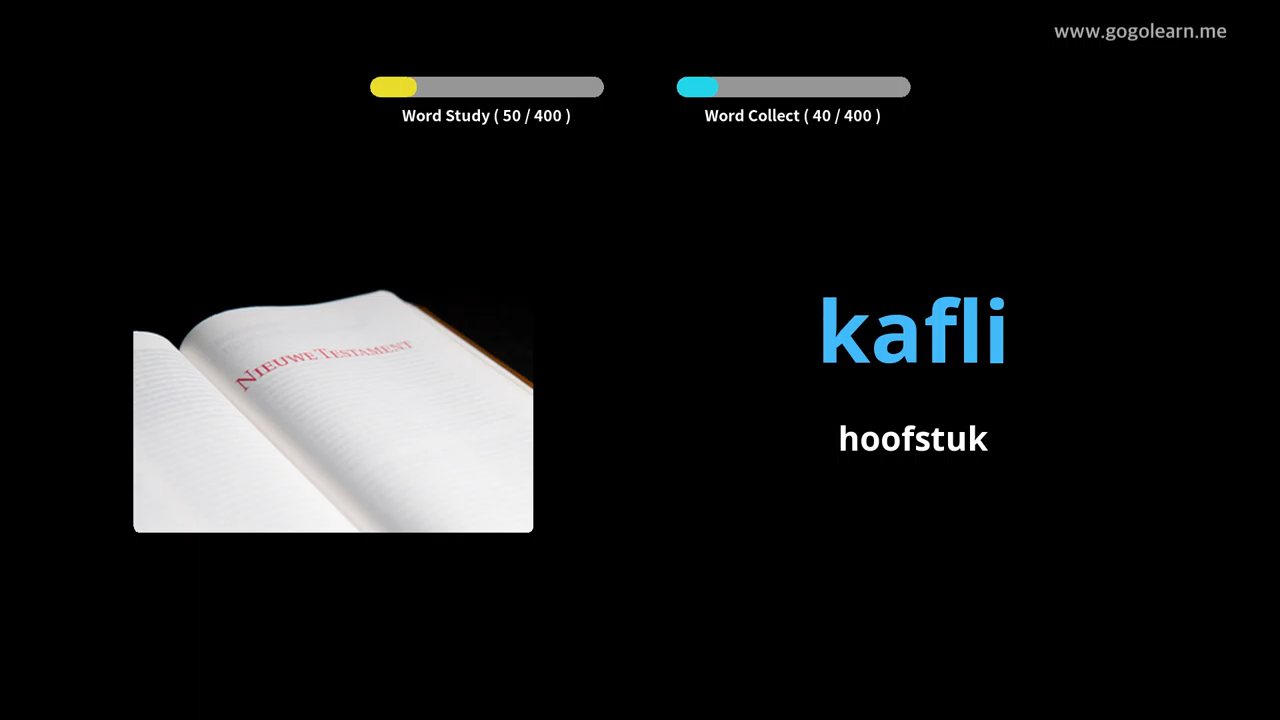 www.gogolearn.me
Word Study ( 50 / 400 )
Word Collect ( 40 / 400 )
NIEUWE TESTAMENT
kafli
hoofstuk